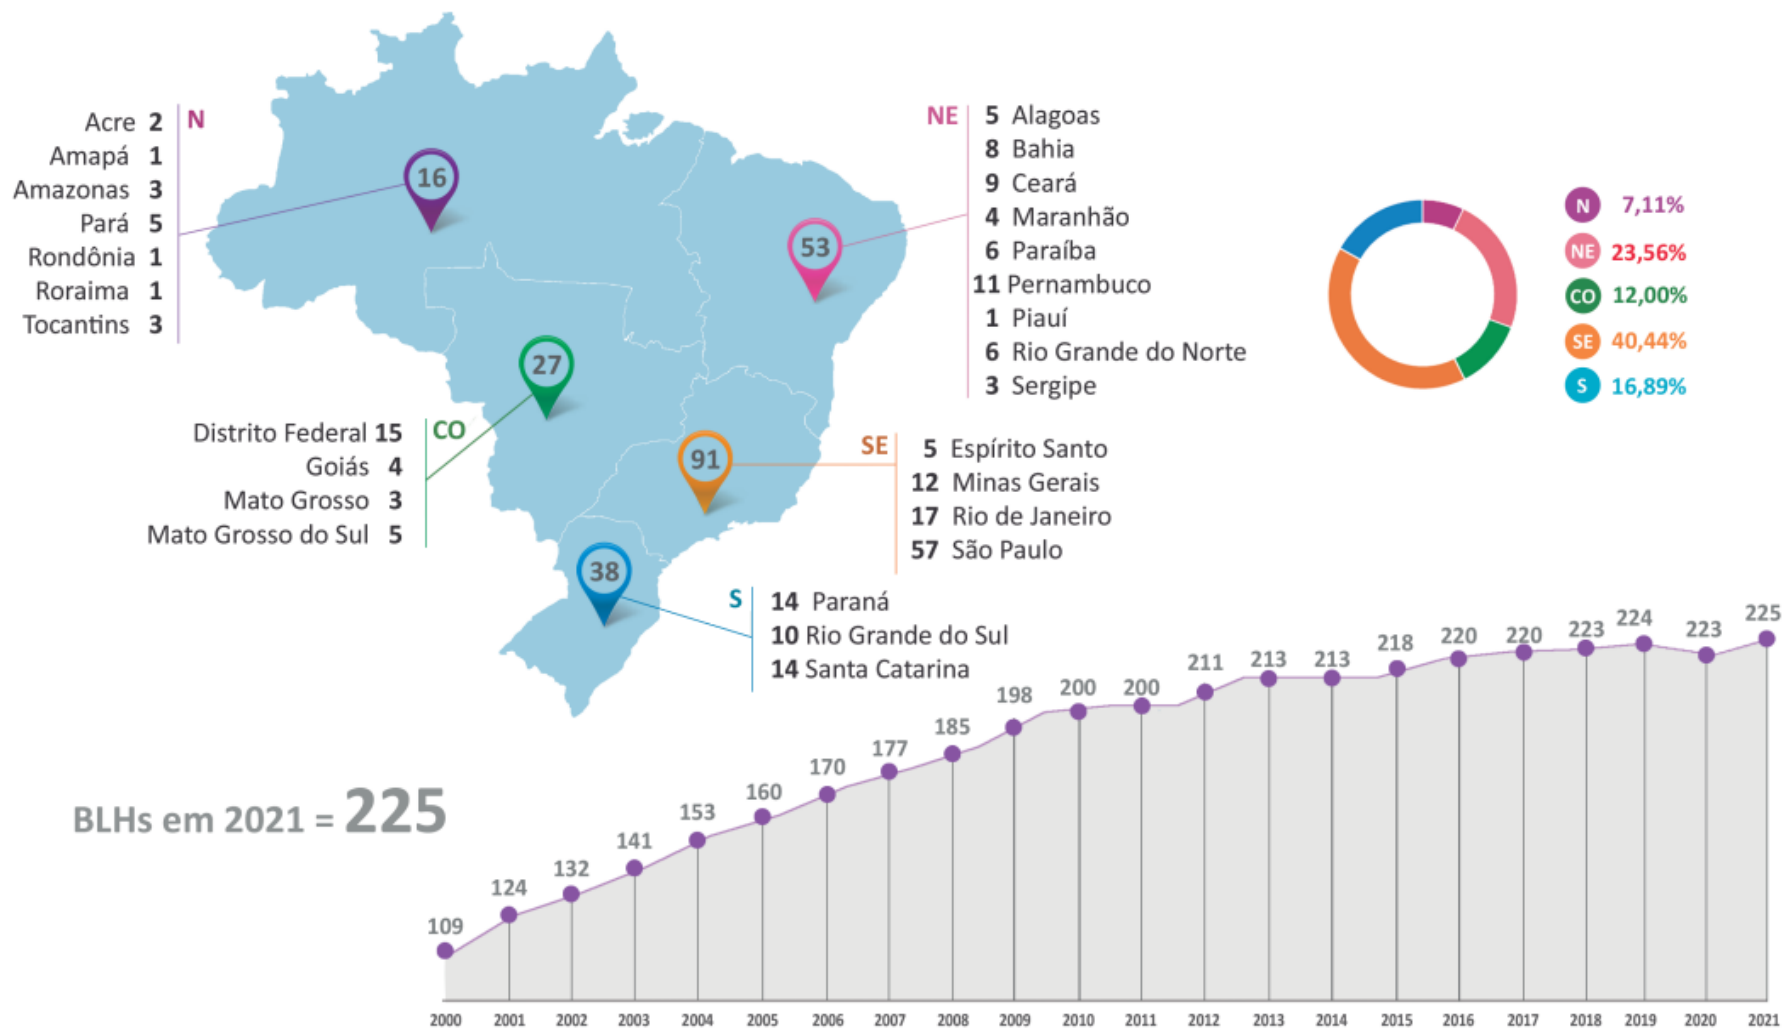 Acre 2
Amapá 1
Amazonas 3
Pará 5
Rondônia 1
Roraima 1
Tocantins 3
N
16
NE
5 Alagoas
8 Bahia
9 Ceará
4 Maranhão
6 Paraíba
11 Pernambuco
1 Piauí
6 Rio Grande do Norte
3 Sergipe
53
N 7,11%
NE 23,56%
CO 12,00%
SE 40,44%
S 16,89%
27
Distrito Federal 15
Goiás 4
Mato Grosso 3
Mato Grosso do Sul 5
CO
91
SE
5 Espírito Santo
12 Minas Gerais
17 Rio de Janeiro
57 São Paulo
38
S
14 Paraná
10 Rio Grande do Sul
14 Santa Catarina
BLHs em 2021 = 225
109 124 132 141 153 160 170 177 185 198 200 200 211 213 213 218 220 220 223 224 223 225
2000 2001 2002 2003 2004 2005 2006 2007 2008 2009 2010 2011 2012 2013 2014 2015 2016 2017 2018 2019 2020 2021